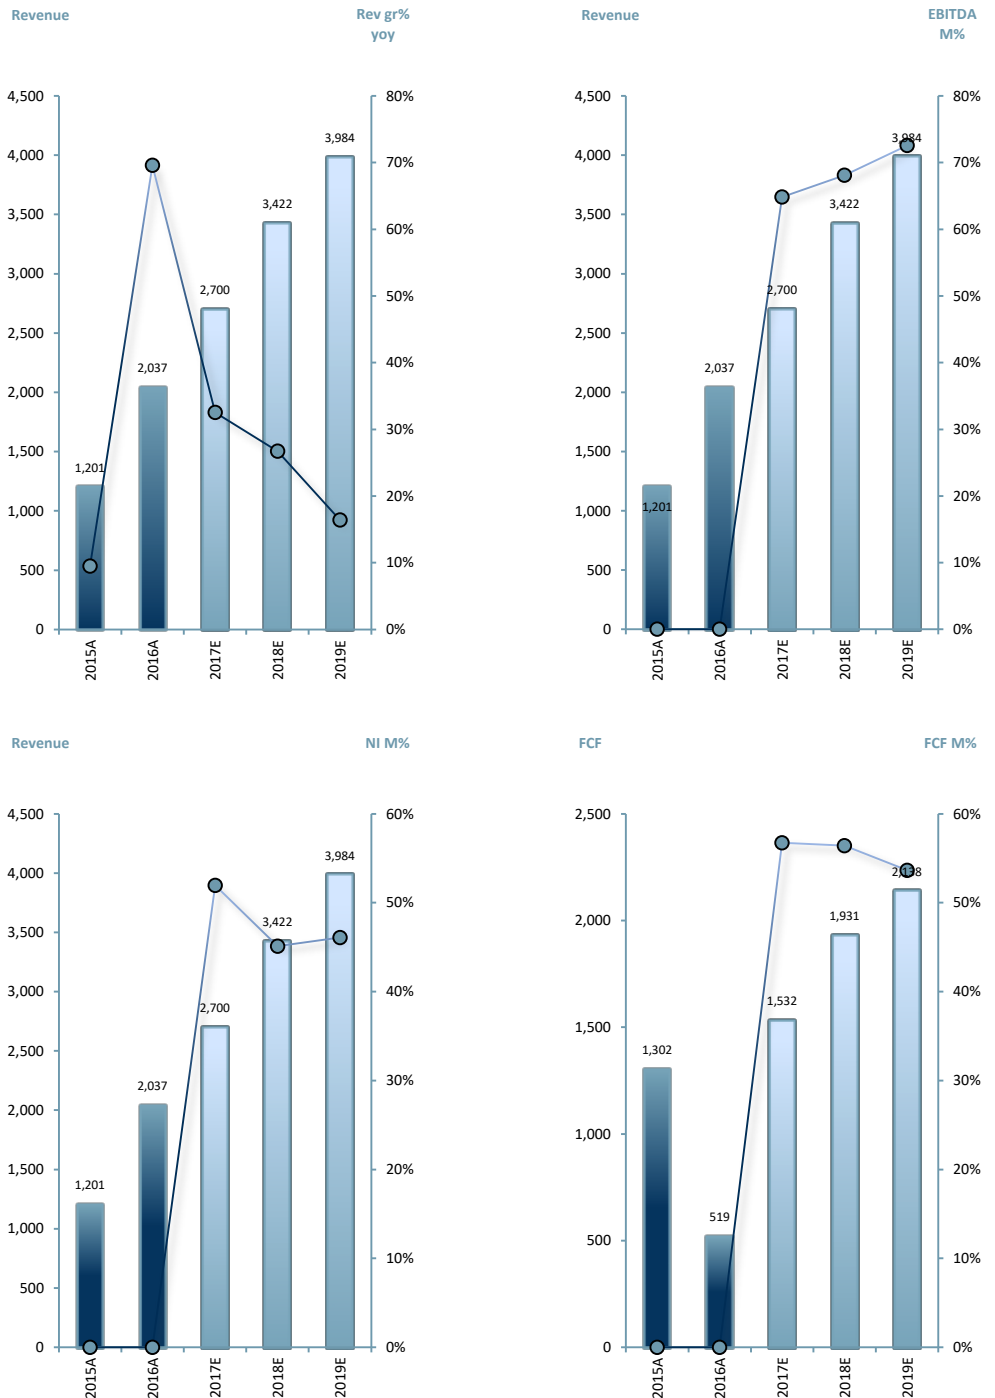 Revenue
Rev gr%
yoy
4,500
4,000
3,500
3,000
2,500
2,000
1,500
1,000
500
0
80%
70%
60%
50%
40%
30%
20%
10%
0%
1,201
2,037
2,700
3,422
3,984
2015A
2016A
2017E
2018E
2019E
Revenue
EBITDA
M%
4,500
4,000
3,500
3,000
2,500
2,000
1,500
1,000
500
0
80%
70%
60%
50%
40%
30%
20%
10%
0%
1,201
2,037
2,700
3,422
3,984
2015A
2016A
2017E
2018E
2019E
Revenue
NI M%
4,500
4,000
3,500
3,000
2,500
2,000
1,500
1,000
500
0
60%
50%
40%
30%
20%
10%
0%
1,201
2,037
2,700
3,422
3,984
2015A
2016A
2017E
2018E
2019E
FCF
FCF M%
2,500
2,000
1,500
1,000
500
0
60%
50%
40%
30%
20%
10%
0%
1,302
519
1,532
1,931
2,138
2015A
2016A
2017E
2018E
2019E